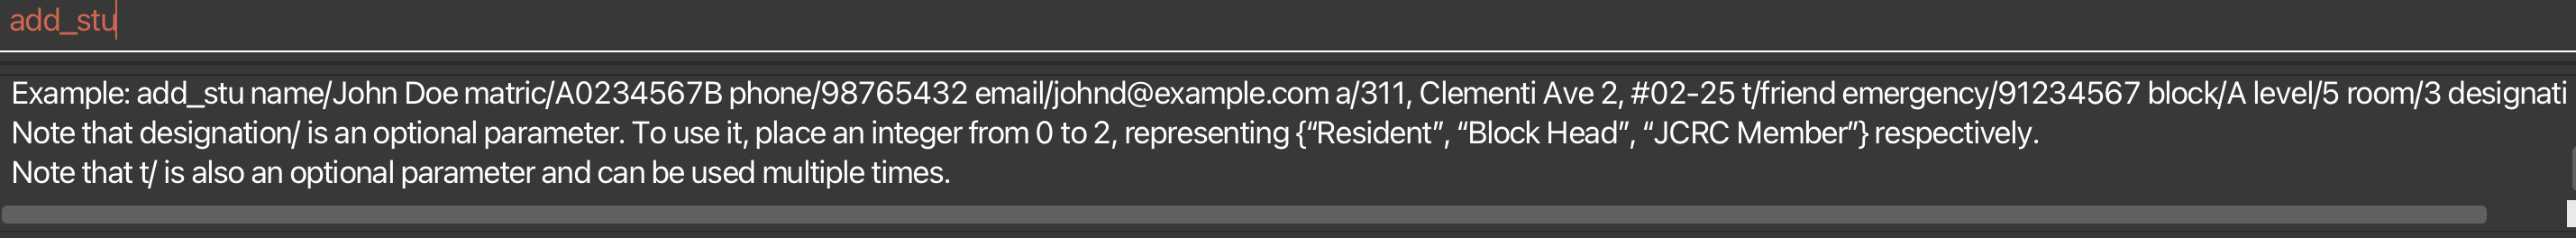 add_stu
Example: add_stu name/John Doe matric/A0234567B phone/98765432 email/johnd@example.com a/311, Clementi Ave 2, #02-25 t/friend emergency/91234567 block/A level/5 room/3 designati
Note that designation/ is an optional parameter. To use it, place an integer from 0 to 2, representing {“Resident”, “Block Head”, “JCRC Member”} respectively.
Note that t/ is also an optional parameter and can be used multiple times.